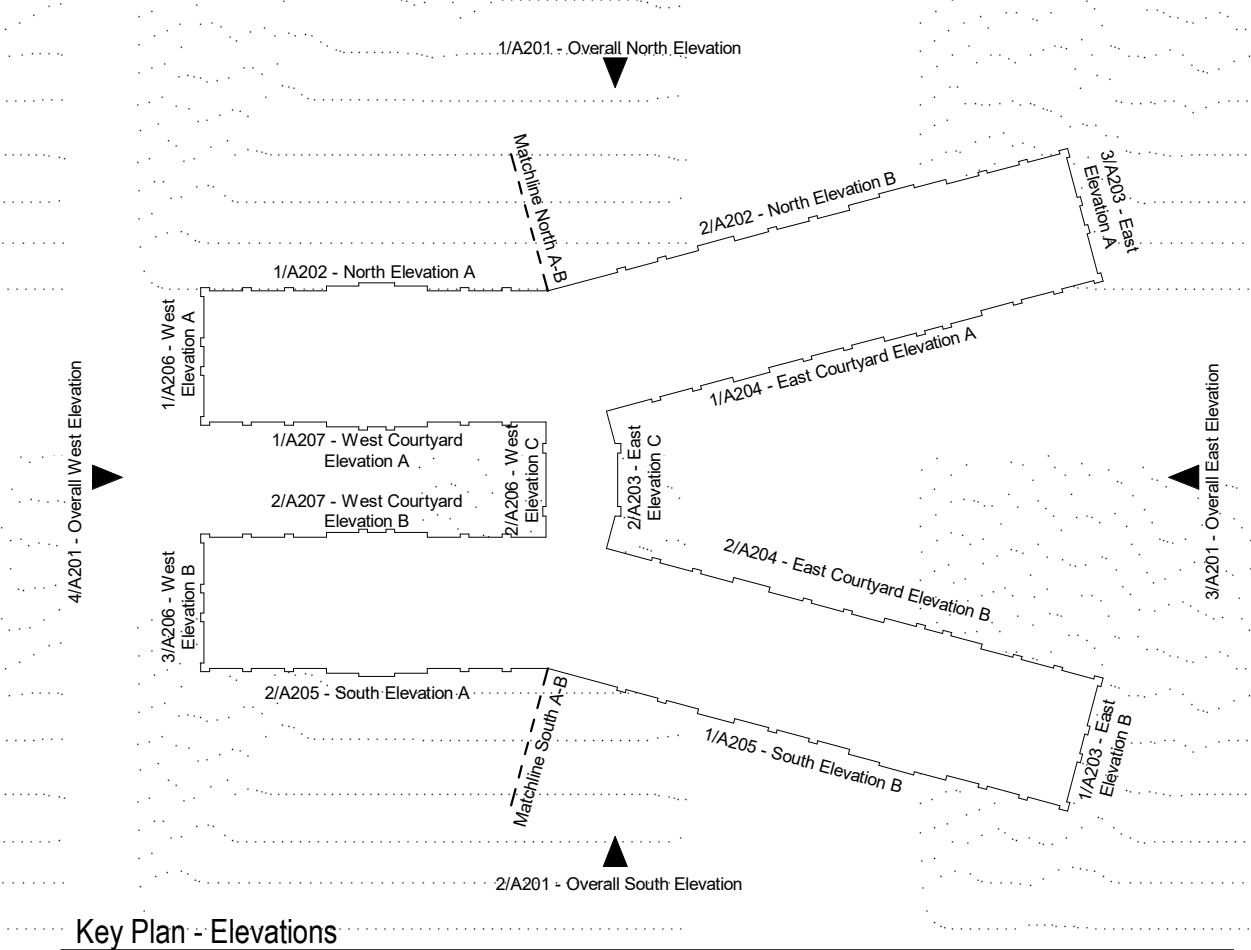 1/A201 - Overall North Elevation
Matchline North A-B
2/A202 - North Elevation B
3/A203 - East
Elevation A
1/A202 - North Elevation A
1/A206 - West
Elevation A
1/A204 - East Courtyard Elevation A
4/A201 - Overall West Elevation
1/A207 - West Courtyard
Elevation A
2/A206 - West
Elevation C
2/A203 - East
Elevation C
3/A201 - Overall East Elevation
2/A207 - West Courtyard
Elevation B
2/A204 - East Courtyard Elevation B
3/A206 - West
Elevation B
2/A205 - South Elevation A
Matchline South A-B
1/A205 - South Elevation B
1/A203 - East
Elevation B
2/A201 - Overall South Elevation
Key Plan - Elevations